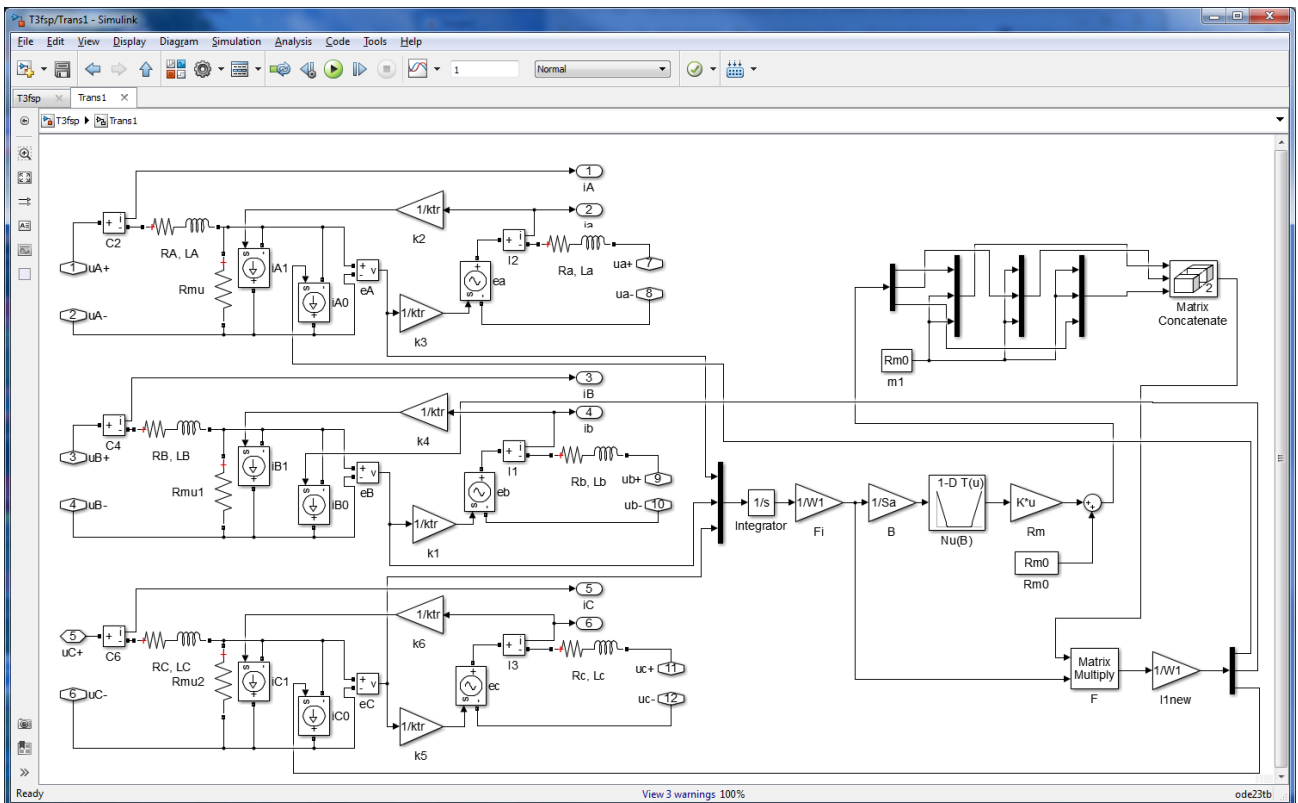 T3fsp/Trans1 - Simulink
File Edit View Display Diagram Simulation Analysis Code Tools Help
1
Normal
T3fsp
Trans1
T3fsp Trans1
1
iA
1/ktr
k2
2
ia
+ i -
C2
RA, LA
+ i -
I2
Ra, La
1
uA+
Rmu
s
iA1
s
iA0
+ - v
eA
s
ea
ua+
7
ua-
8
2
uA-
1/ktr
k3
2
Matrix
Concatenate
Rm0
m1
3
iB
1/ktr
k4
4
ib
+ i -
C4
RB, LB
+ i -
I1
Rb, Lb
3
uB+
Rmu1
s
iB1
s
iB0
+ - v
eB
s
eb
ub+
9
ub-
10
4
uB-
1/ktr
k1
1/s
Integrator
1/W1
Fi
1/Sa
B
1-D T(u)
Nu(B)
K*u
Rm
+
+
Rm0
Rm0
5
iC
1/ktr
k6
6
5
uC+
+ i -
C6
RC, LC
Rmu2
+ i -
I3
Rc, Lc
s
iC1
s
iC0
+ - v
eC
s
ec
uc+
11
uc-
12
6
uC-
1/ktr
k5
Matrix
Multiply
F
1/W1
I1new
Ready
View 3 warnings 100%
ode23tb